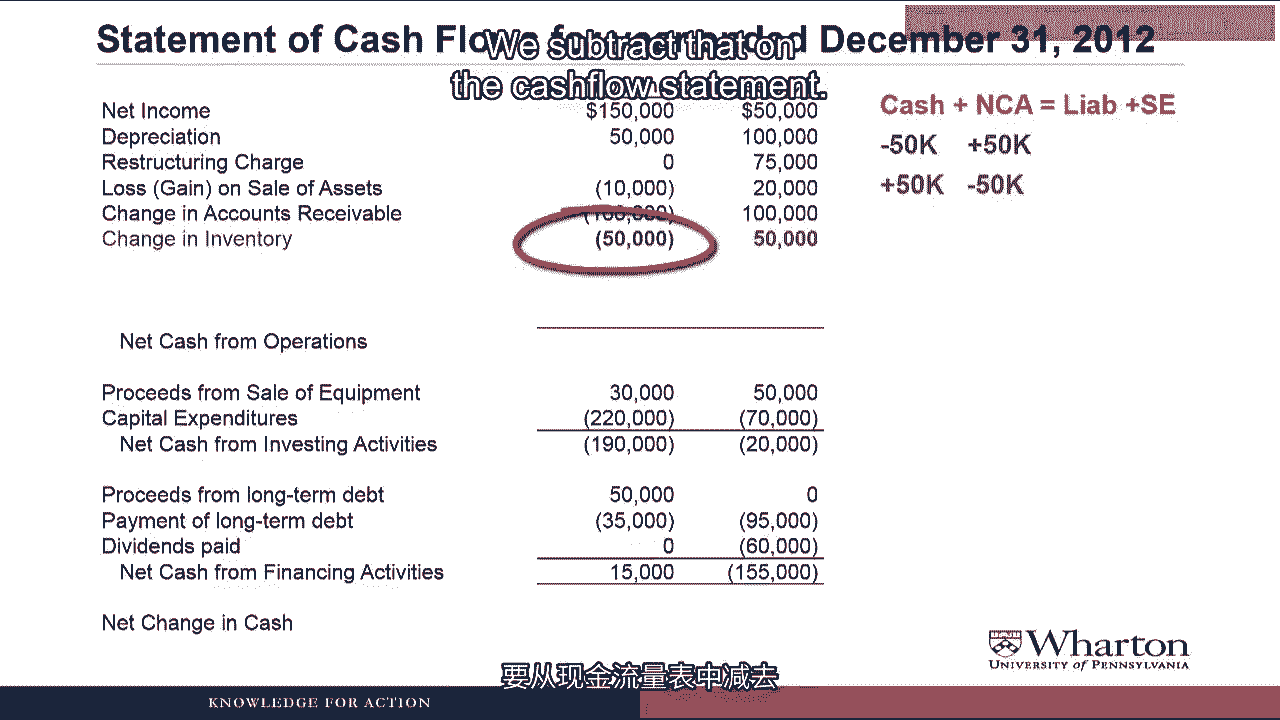 Statement of Cash Flows for year ended December 31, 2012
We subtract that on
the cashflow statement.
Net Income $150,000 $50,000
Depreciation 50,000 100,000
Restructuring Charge 0 75,000
Loss (Gain) on Sale of Assets (10,000) 20,000
Change in Accounts Receivable (100,000) 100,000
Change in Inventory (50,000) 50,000
Net Cash from Operations
Proceeds from Sale of Equipment 30,000 50,000
Capital Expenditures (220,000) (70,000)
Net Cash from Investing Activities (190,000) (20,000)
Proceeds from long-term debt 50,000 0
Payment of long-term debt (35,000) (95,000)
Dividends paid 0 (60,000)
Net Cash from Financing Activities 15,000 (155,000)
Net Change in Cash
Cash + NCA = Liab +SE
-50K +50K
+50K -50K
Wharton
UNIVERSITY of PENNSYLVANIA
要从现金流量表中减去
KNOWLEDGE FOR ACTION